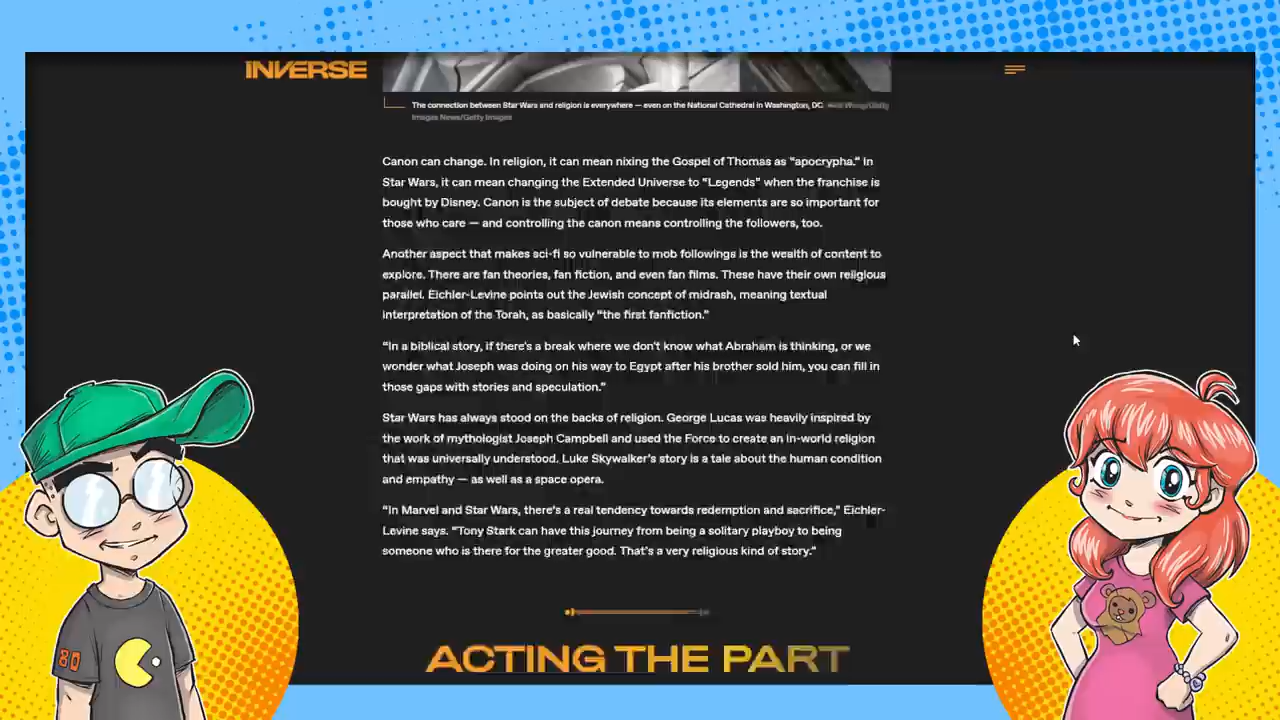 INVERSE
The connection between Star Wars and religion is everywhere — even on the National Cathedral in Washington, DC.
Images News/Getty Images
Canon can change. In religion, it can mean nixing the Gospel of Thomas as “apocrypha.” In
Star Wars, it can mean changing the Extended Universe to “Legends” when the franchise is
bought by Disney. Canon is the subject of debate because its elements are so important for
those who care — and controlling the canon means controlling the followers, too.
Another aspect that makes sci-fi so vulnerable to mob followings is the wealth of content to
explore. There are fan theories, fan fiction, and even fan films. These have their own religious
parallel. Eichler-Levine points out the Jewish concept of midrash, meaning textual
interpretation of the Torah, as basically “the first fanfiction.”
“In a biblical story, if there's a break where we don't know what Abraham is thinking, or we
wonder what Joseph was doing on his way to Egypt after his brother sold him, you can fill in
those gaps with stories and speculation.”
Star Wars has always stood on the backs of religion. George Lucas was heavily inspired by
the work of mythologist Joseph Campbell and used the Force to create an in-world religion
that was universally understood. Luke Skywalker's story is a tale about the human condition
and empathy — as well as a space opera.
“In Marvel and Star Wars, there's a real tendency towards redemption and sacrifice,” Eichler-
Levine says. “Tony Stark can have this journey from being a solitary playboy to being
someone who is there for the greater good. That's a very religious kind of story.”
ACTING THE PART
80